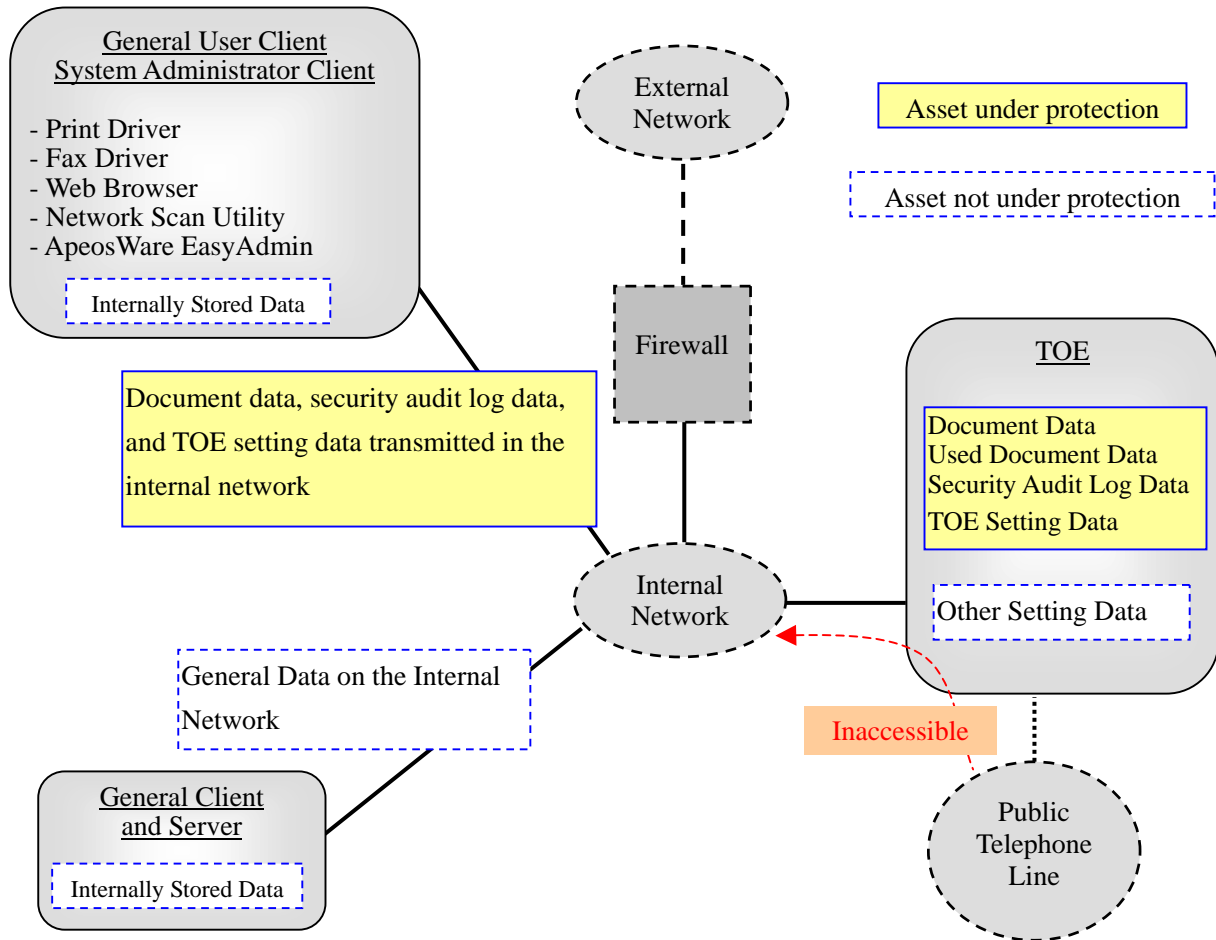 General User Client
System Administrator Client
- Print Driver
- Fax Driver
- Web Browser
- Network Scan Utility
- ApeosWare EasyAdmin
Internally Stored Data
External
Network
Asset under protection
Asset not under protection
Firewall
TOE
Document Data
Used Document Data
Security Audit Log Data
TOE Setting Data
Other Setting Data
Document data, security audit log data,
and TOE setting data transmitted in the
internal network
Internal
Network
General Data on the Internal
Network
Inaccessible
General Client
and Server
Internally Stored Data
Public
Telephone
Line